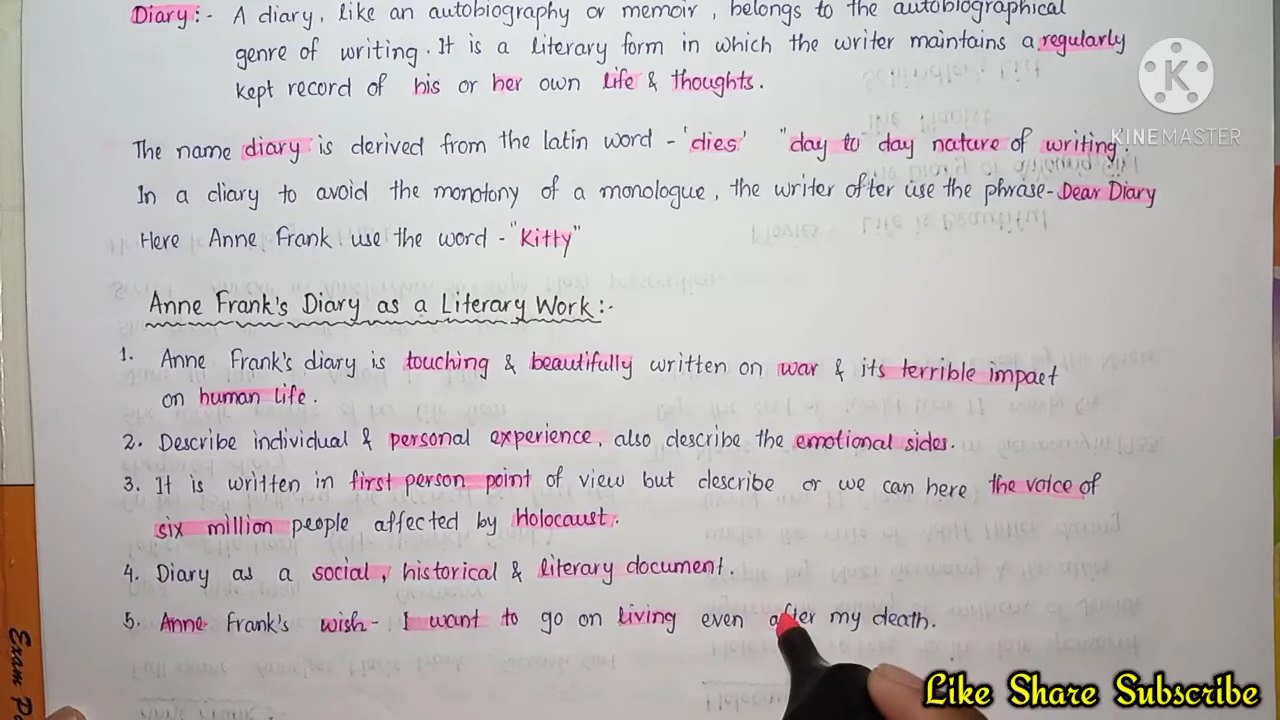 Diary:- A diary, like an autobiography or memoir, belongs to the autobiographical
genre of writing. It is a literary form in which the writer maintains a regularly
kept record of his or her own life & thoughts.
KINEMASTER
The name diary is derived from the latin word - 'dies' "day to day nature of writing.
In a diary to avoid the monotony of a monologue, the writer ofter use the phrase- Dear Diary
Here Anne Frank use the word - "Kitty"
Anne Frank's Diary as a Literary Work:-
1. Anne Frank's diary is touching & beautifully written on war & its terrible impact
on human life.
2. Describe individual & personal experience, also describe the emotional sides.
3. It is written in first person point of view but describe or we can here the voice of
six million people affected by Holocaust.
4. Diary as a social, historical & literary document.
5. Anne Frank's wish - I want to go on living even after my death.
Like Share Subscribe